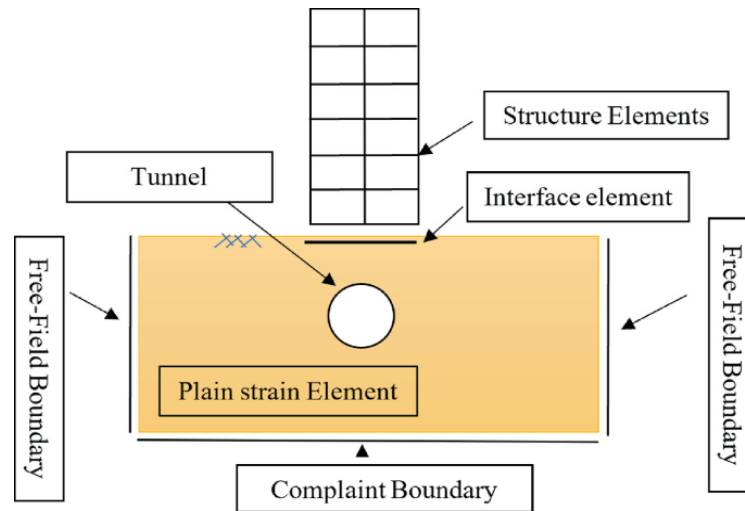 Structure Elements
Tunnel
Interface element
Free-Field Boundary
Free-Field Boundary
Plain strain Element
Complaint Boundary